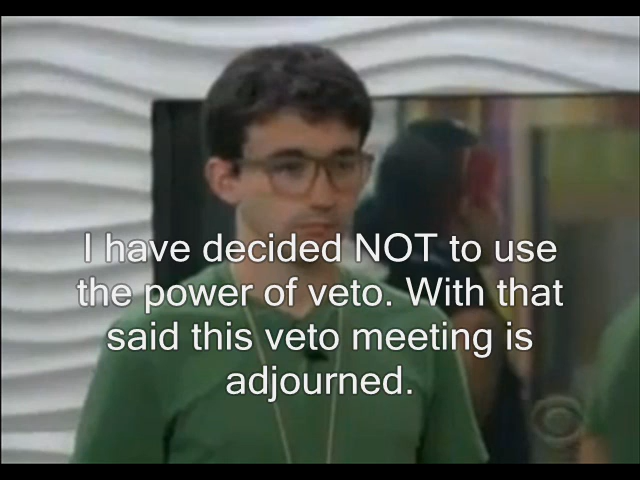 I have decided NOT to use
the power of veto. With that
said this veto meeting is
adjourned.